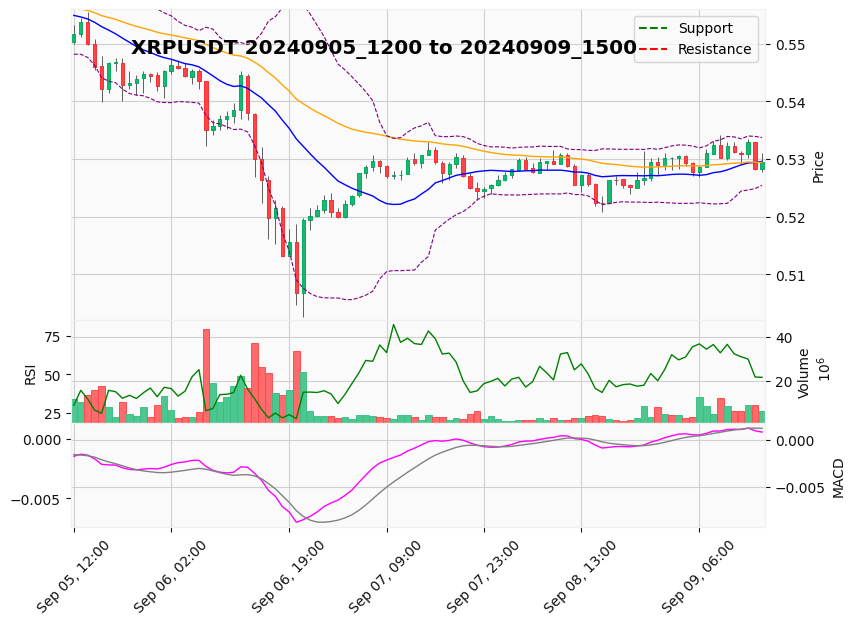 XRPUSDT 20240905_1200 to 20240909_1500
Support
Resistance
0.55
0.54
0.53
0.52
0.51
Price
75
50
25
RSI
40
20
Volume
10^6
0.000
−0.005
0.000
−0.005
MACD
Sep 05, 12:00
Sep 06, 02:00
Sep 06, 19:00
Sep 07, 09:00
Sep 07, 23:00
Sep 08, 13:00
Sep 09, 06:00